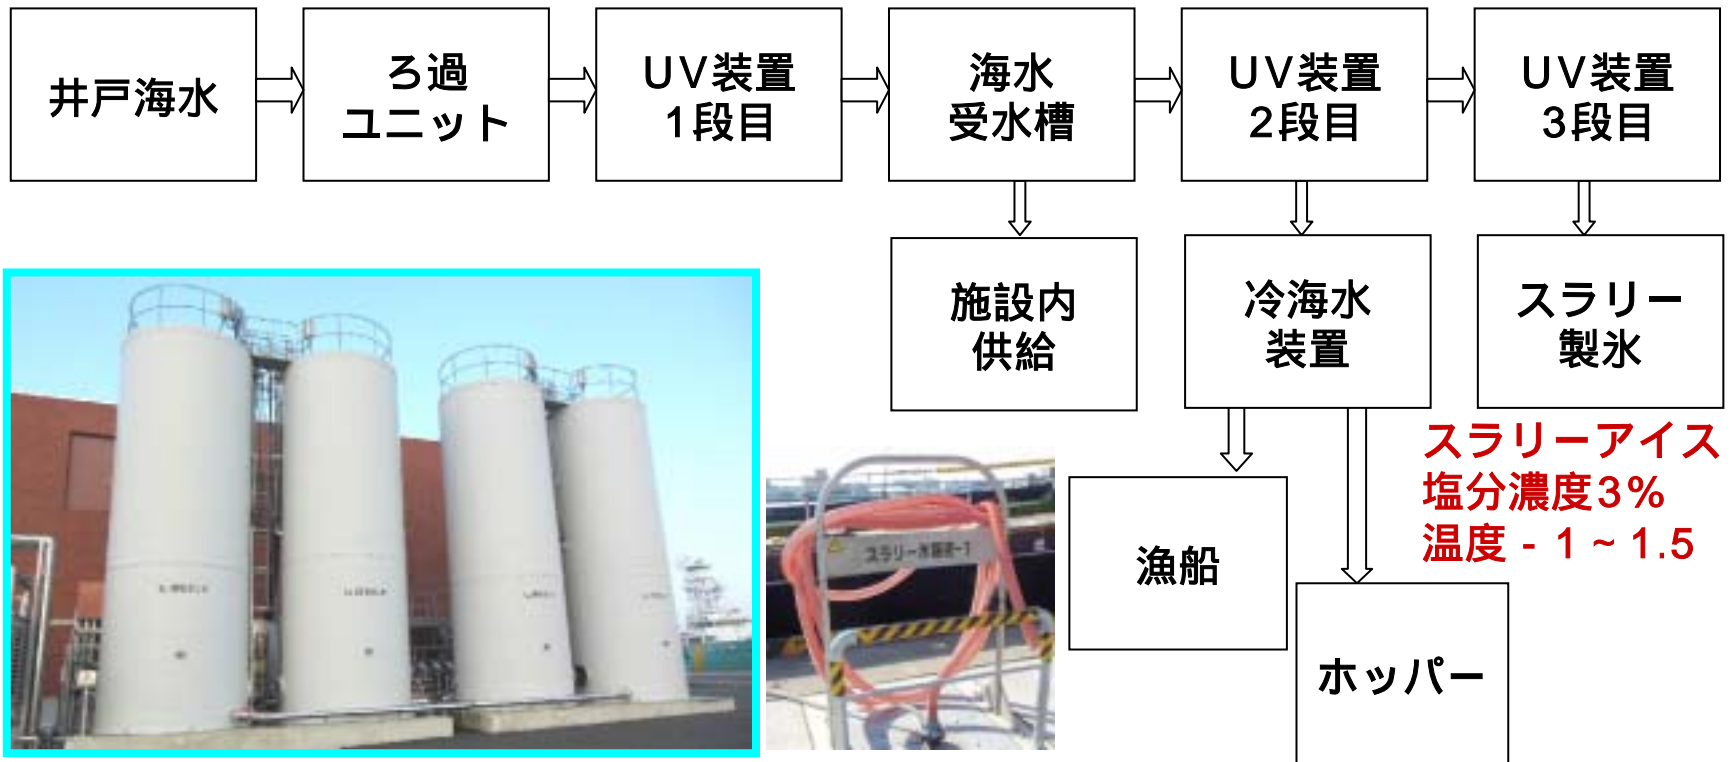 井戸海水
ろ過
ユニット
UV装置
1段目
海水
受水槽
UV装置
2段目
UV装置
3段目
施設内
供給
冷海水
装置
スラリー
製氷
スラリーアイス
塩分濃度3%
温度 - 1 ~ 1.5
漁船
ホッパー